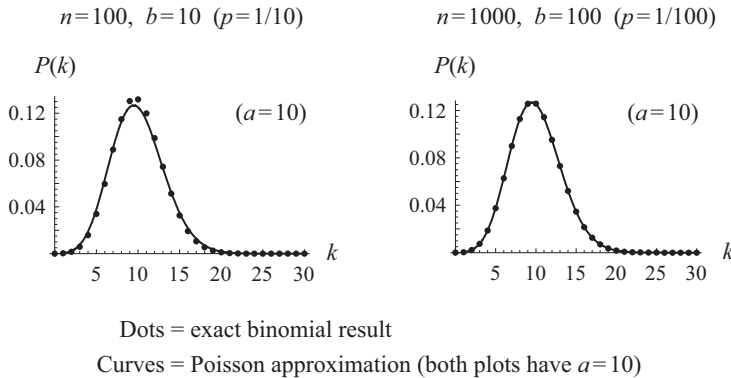 n=100, b=10 (p=1/10)
P(k)
0.12
0.08
0.04
(a=10)
5 10 15 20 25 30
k
n=1000, b=100 (p=1/100)
P(k)
0.12
0.08
0.04
(a=10)
5 10 15 20 25 30
k
Dots = exact binomial result
Curves = Poisson approximation (both plots have a=10)